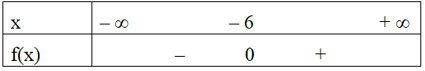 x – ∞ – 6 + ∞
f(x) – 0 +